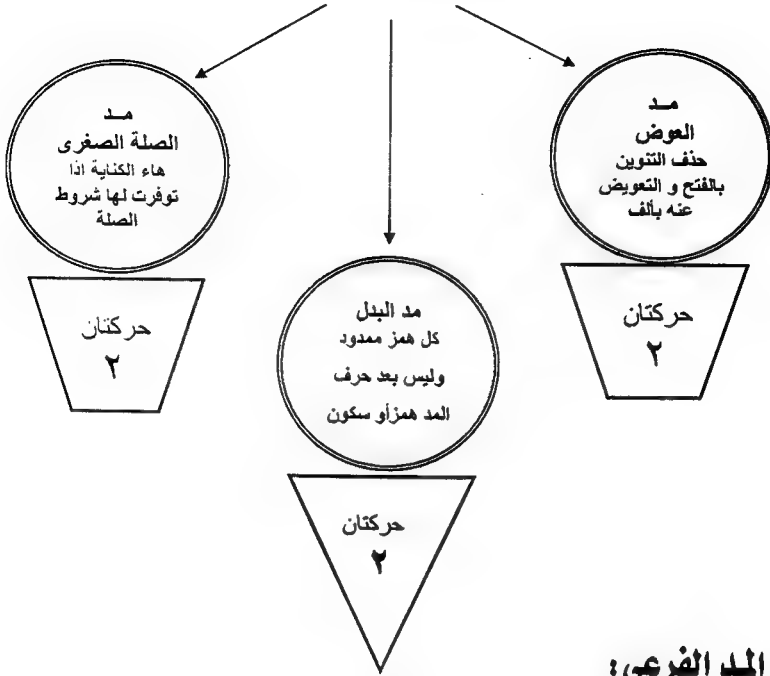 مـد
العوض
حذف التنوين
بالفتح و التعويض
عنه بألف
حركتان
٢
مد البدل
كل همز ممدود
وليس بعد حرف
المد همزأو سكون
حركتان
٢
مـد
الصلة الصغرى
هاء الكناية اذا
توفرت لها شروط
الصلة
حركتان
٢
المد الفرعي: